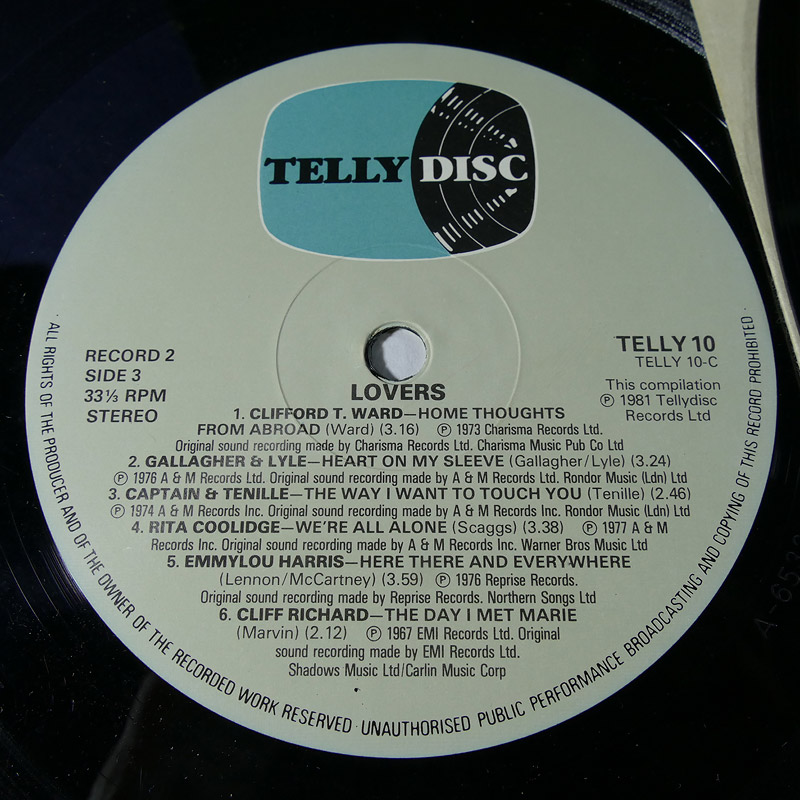 TELLY DISC
RECORD 2
SIDE 3
33⅓ RPM
STEREO
TELLY 10
TELLY 10-C
This compilation
℗ 1981 Tellydisc
Records Ltd
LOVERS
1. CLIFFORD T. WARD—HOME THOUGHTS
FROM ABROAD (Ward) (3.16) ℗ 1973 Charisma Records Ltd.
Original sound recording made by Charisma Records Ltd. Charisma Music Pub Co Ltd
2. GALLAGHER & LYLE—HEART ON MY SLEEVE (Gallagher/Lyle) (3.24)
℗ 1976 A & M Records Ltd. Original sound recording made by A & M Records Ltd. Rondor Music (Ldn) Ltd
3. CAPTAIN & TENILLE—THE WAY I WANT TO TOUCH YOU (Tenille) (2.46)
℗ 1974 A & M Records Inc. Original sound recording made by A & M Records Inc. Rondor Music (Ldn) Ltd
4. RITA COOLIDGE—WE'RE ALL ALONE (Scaggs) (3.38) ℗ 1977 A & M
Records Inc. Original sound recording made by A & M Records Inc. Warner Bros Music Ltd
5. EMMYLOU HARRIS—HERE THERE AND EVERYWHERE
(Lennon/McCartney) (3.59) ℗ 1976 Reprise Records.
Original sound recording made by Reprise Records. Northern Songs Ltd
6. CLIFF RICHARD—THE DAY I MET MARIE
(Marvin) (2.12) ℗ 1967 EMI Records Ltd. Original
sound recording made by EMI Records Ltd.
Shadows Music Ltd/Carlin Music Corp
· ALL RIGHTS OF THE PRODUCER AND OF THE OWNER OF THE RECORDED WORK RESERVED · UNAUTHORISED PUBLIC PERFORMANCE BROADCASTING AND COPYING OF THIS RECORD PROHIBITED ·